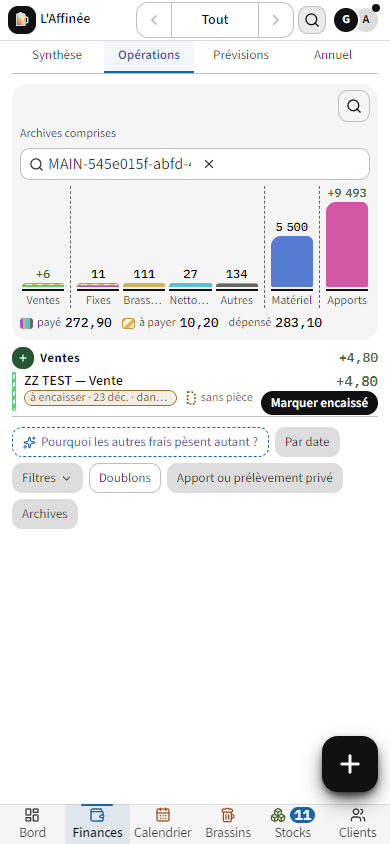 L'Affinée
Tout
G A
Synthèse Opérations Prévisions Annuel
Archives comprises
MAIN-545e015f-abfd-
+6 11 111 27 134 5 500 +9 493
Ventes Fixes Brass… Netto… Autres Matériel Apports
payé 272,90 à payer 10,20 dépensé 283,10
Ventes +4,80
ZZ TEST — Vente +4,80
à encaisser · 23 déc. · dan… sans pièce Marquer encaissé
Pourquoi les autres frais pèsent autant ? Par date
Filtres Doublons Apport ou prélèvement privé
Archives
Bord Finances Calendrier Brassins Stocks 11 Clients